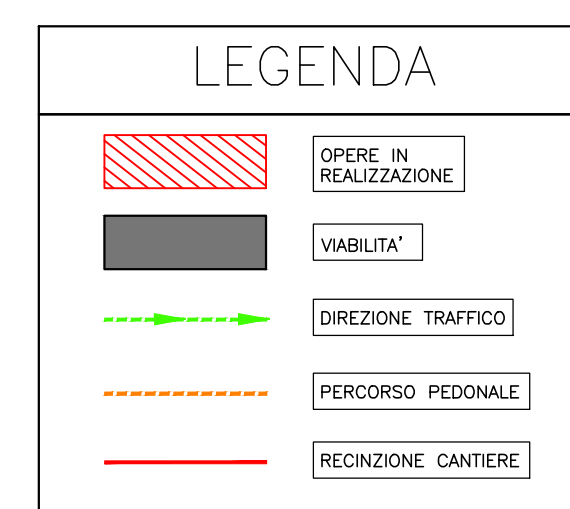 LEGENDA
OPERE IN
REALIZZAZIONE
VIABILITA'
DIREZIONE TRAFFICO
PERCORSO PEDONALE
RECINZIONE CANTIERE